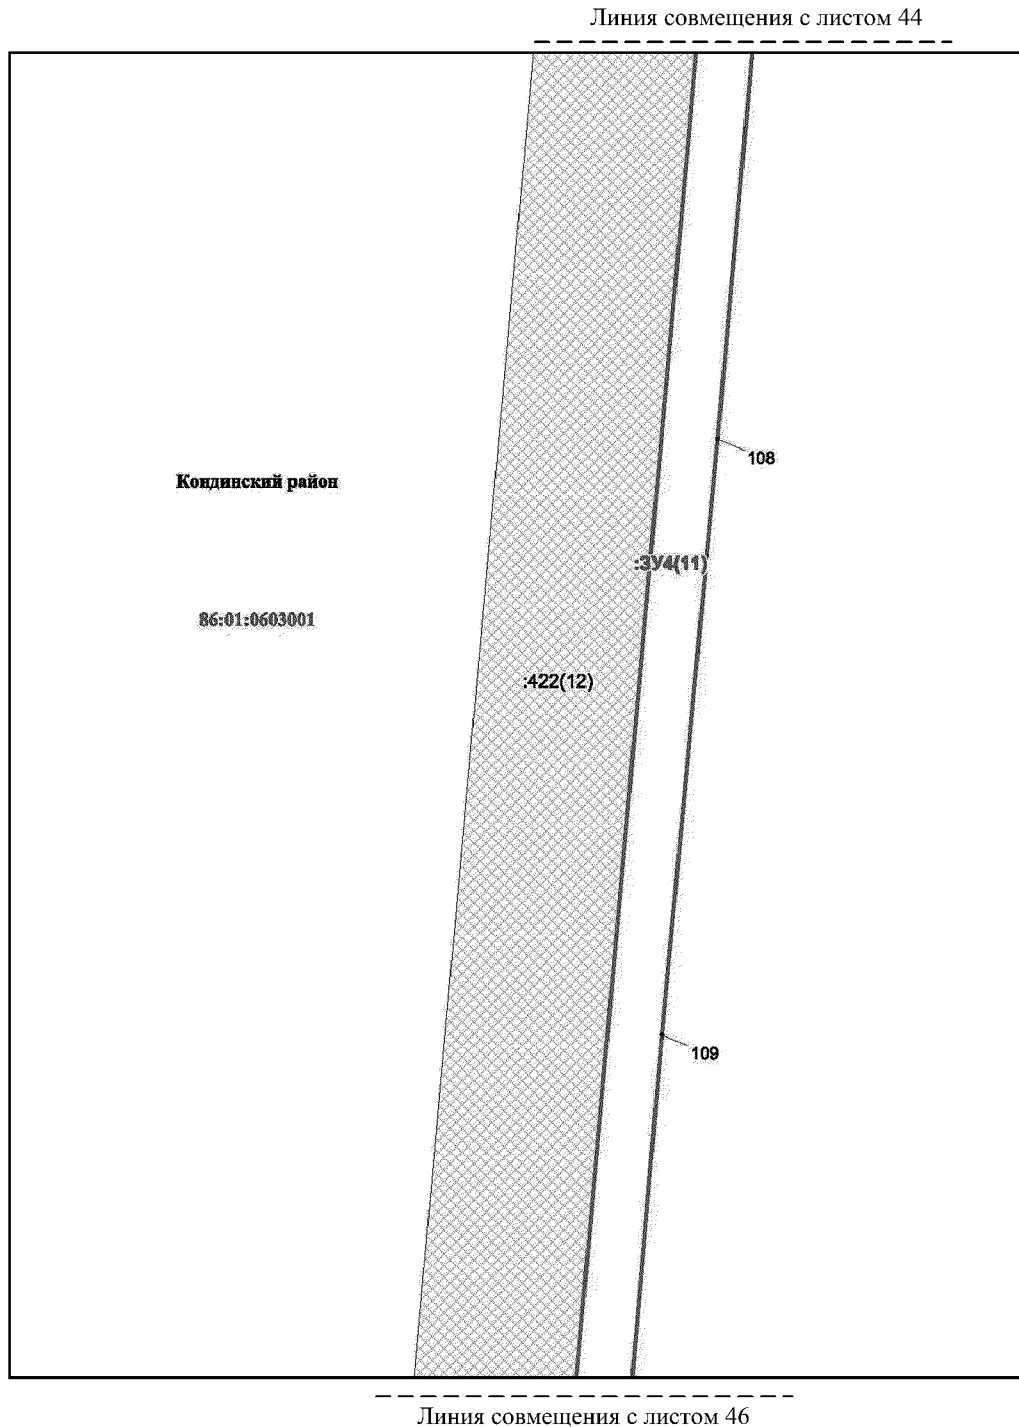 Линия совмещения с листом 44
108
Кондинский район
:ЗУ4(11)
86:01:0603001
:422(12)
109
Линия совмещения с листом 46